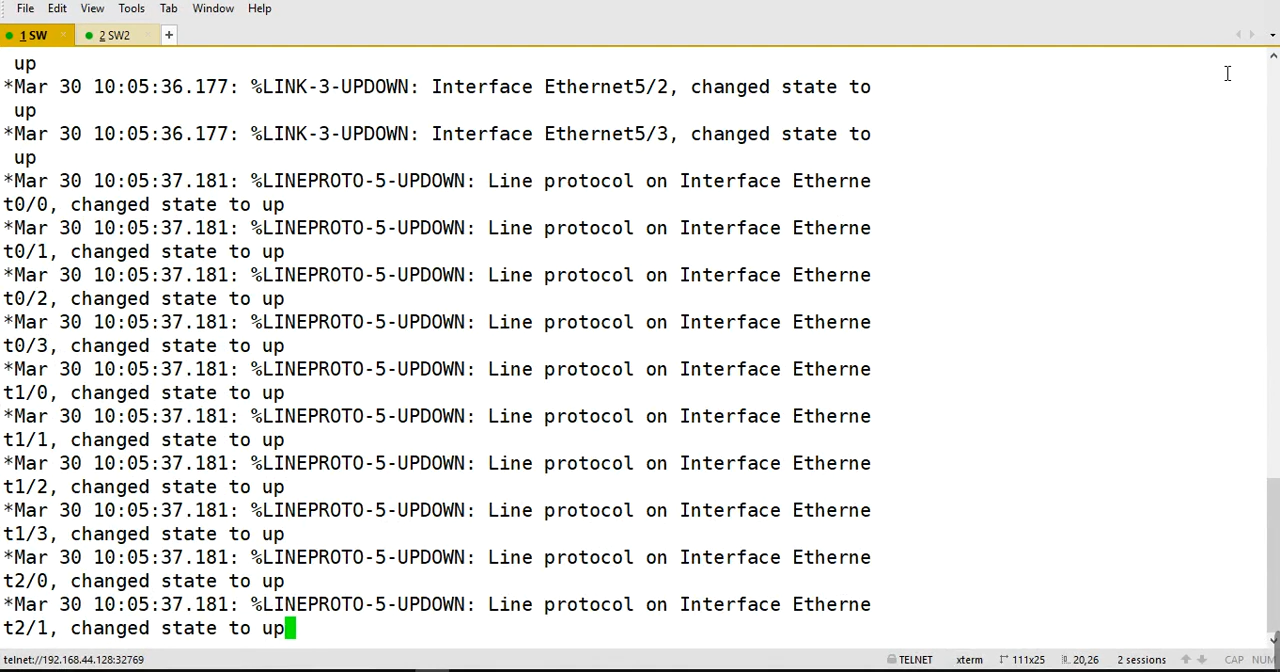 File Edit View Tools Tab Window Help
1 SW × 2 SW2 × +
up
*Mar 30 10:05:36.177: %LINK-3-UPDOWN: Interface Ethernet5/2, changed state to
up
*Mar 30 10:05:36.177: %LINK-3-UPDOWN: Interface Ethernet5/3, changed state to
up
*Mar 30 10:05:37.181: %LINEPROTO-5-UPDOWN: Line protocol on Interface Etherne
t0/0, changed state to up
*Mar 30 10:05:37.181: %LINEPROTO-5-UPDOWN: Line protocol on Interface Etherne
t0/1, changed state to up
*Mar 30 10:05:37.181: %LINEPROTO-5-UPDOWN: Line protocol on Interface Etherne
t0/2, changed state to up
*Mar 30 10:05:37.181: %LINEPROTO-5-UPDOWN: Line protocol on Interface Etherne
t0/3, changed state to up
*Mar 30 10:05:37.181: %LINEPROTO-5-UPDOWN: Line protocol on Interface Etherne
t1/0, changed state to up
*Mar 30 10:05:37.181: %LINEPROTO-5-UPDOWN: Line protocol on Interface Etherne
t1/1, changed state to up
*Mar 30 10:05:37.181: %LINEPROTO-5-UPDOWN: Line protocol on Interface Etherne
t1/2, changed state to up
*Mar 30 10:05:37.181: %LINEPROTO-5-UPDOWN: Line protocol on Interface Etherne
t1/3, changed state to up
*Mar 30 10:05:37.181: %LINEPROTO-5-UPDOWN: Line protocol on Interface Etherne
t2/0, changed state to up
*Mar 30 10:05:37.181: %LINEPROTO-5-UPDOWN: Line protocol on Interface Etherne
t2/1, changed state to up
telnet://192.168.44.128:32769 TELNET xterm 111x25 20,26 2 sessions CAP NUM